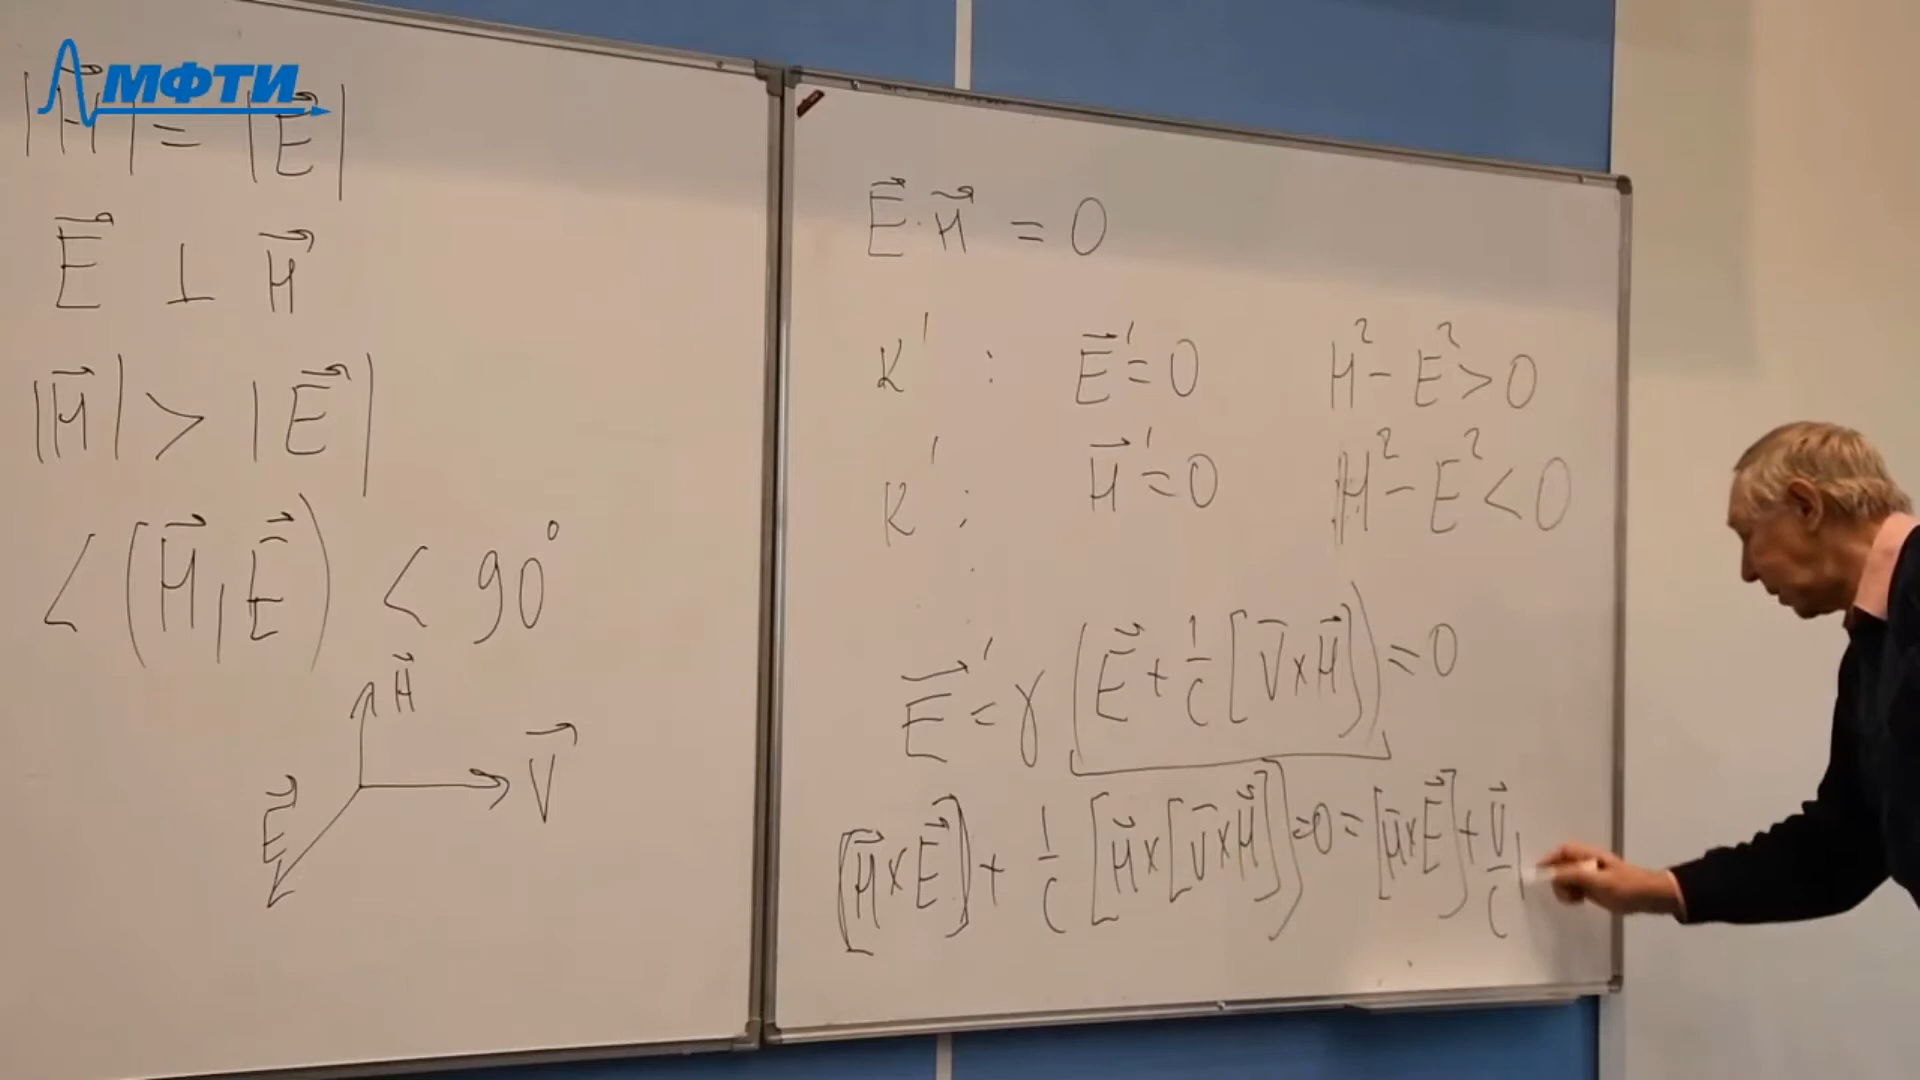 МФТИ
|H⃗| = |E⃗|
E⃗ ⊥ H⃗
|H⃗| > |E⃗|
< (H⃗, E⃗) < 90°
H⃗
V⃗
E⃗
E⃗·H⃗ = 0
K' : E⃗' = 0 H² − E² > 0
K' : H⃗' = 0 H² − E² < 0
E⃗' = γ (E⃗ + 1/c [V⃗ × H⃗]) = 0
[H⃗ × E⃗] + 1/c [H⃗ × [V⃗ × H⃗]] = 0 = [H⃗ × E⃗] + V⃗/c